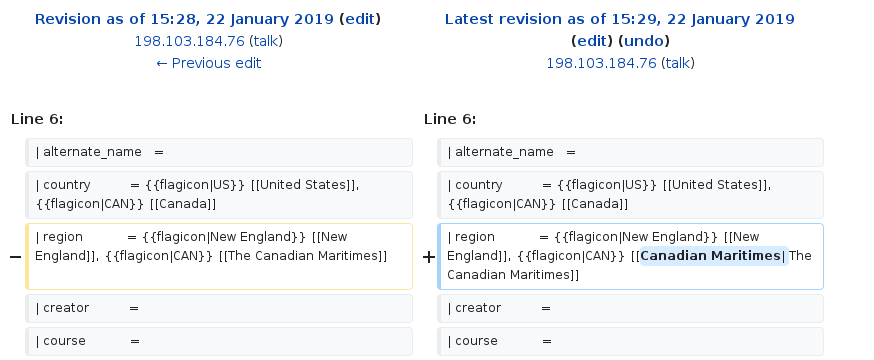 Revision as of 15:28, 22 January 2019 (edit)
198.103.184.76 (talk)
← Previous edit
Latest revision as of 15:29, 22 January 2019
(edit) (undo)
198.103.184.76 (talk)
Line 6:
Line 6:
| alternate_name   =
| alternate_name   =
| country          = {{flagicon|US}} [[United States]],
{{flagicon|CAN}} [[Canada]]
| country          = {{flagicon|US}} [[United States]],
{{flagicon|CAN}} [[Canada]]
− | region           = {{flagicon|New England}} [[New
England]], {{flagicon|CAN}} [[The Canadian Maritimes]]
+ | region           = {{flagicon|New England}} [[New
England]], {{flagicon|CAN}} [[Canadian Maritimes|The
Canadian Maritimes]]
| creator          =
| creator          =
| course           =
| course           =